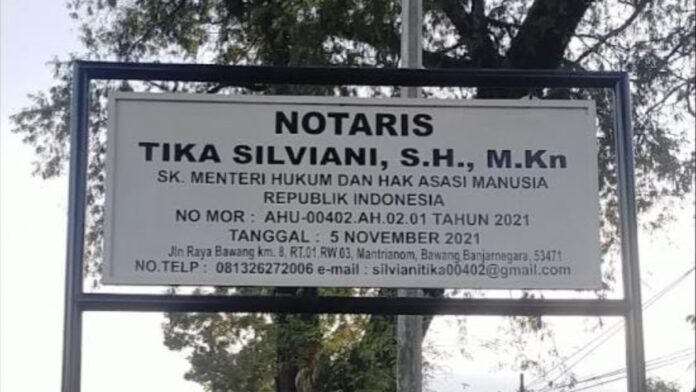 NOTARIS
TIKA SILVIANI, S.H., M.Kn
SK. MENTERI HUKUM DAN HAK ASASI MANUSIA
REPUBLIK INDONESIA
NO MOR : AHU-00402.AH.02.01 TAHUN 2021
TANGGAL : 5 NOVEMBER 2021
Jln Raya Bawang km. 8, RT.01.RW.03, Mantrianom, Bawang Banjarnegara, 53471
NO.TELP : 081326272006 e-mail : silvianitika00402@gmail.com